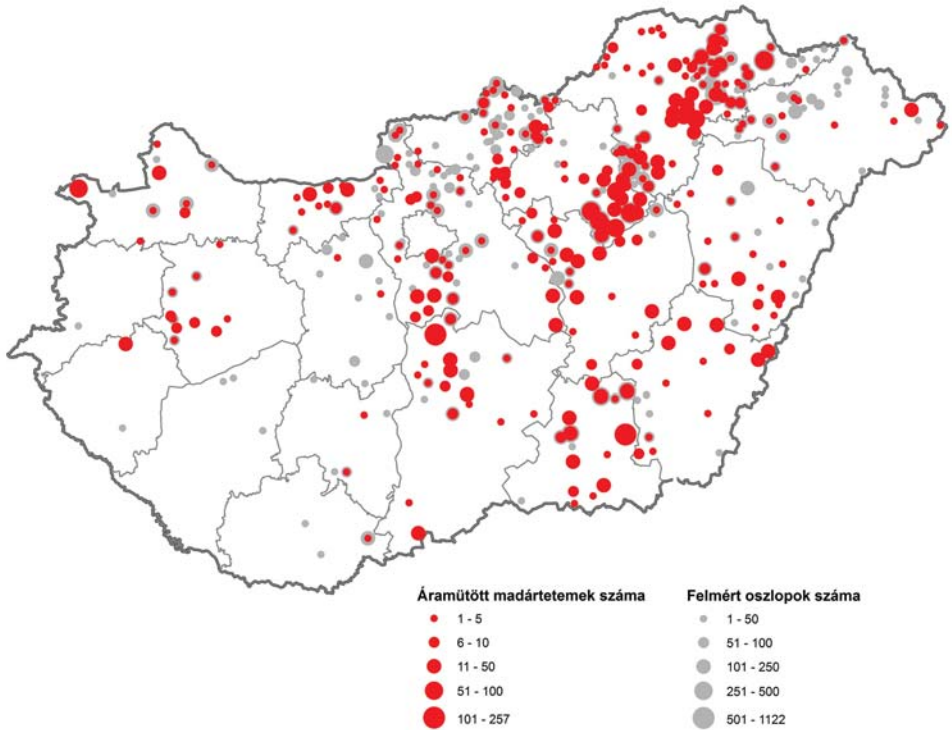 Áramütött madártetemek száma
1 - 5
6 - 10
11 - 50
51 - 100
101 - 257
Felmért oszlopok száma
1 - 50
51 - 100
101 - 250
251 - 500
501 - 1122